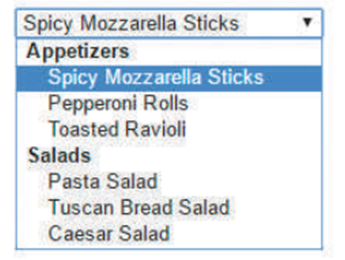 Spicy Mozzarella Sticks ▼
Appetizers
Spicy Mozzarella Sticks
Pepperoni Rolls
Toasted Ravioli
Salads
Pasta Salad
Tuscan Bread Salad
Caesar Salad